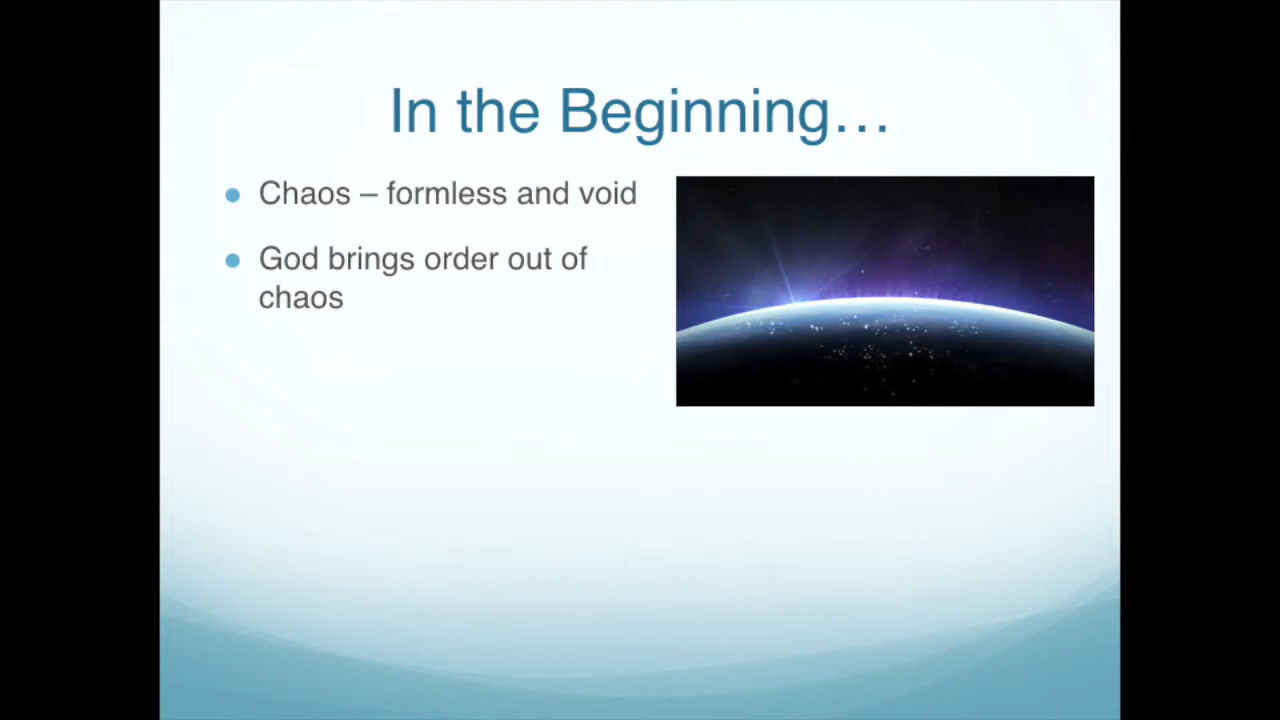 In the Beginning…
• Chaos – formless and void
• God brings order out of
chaos